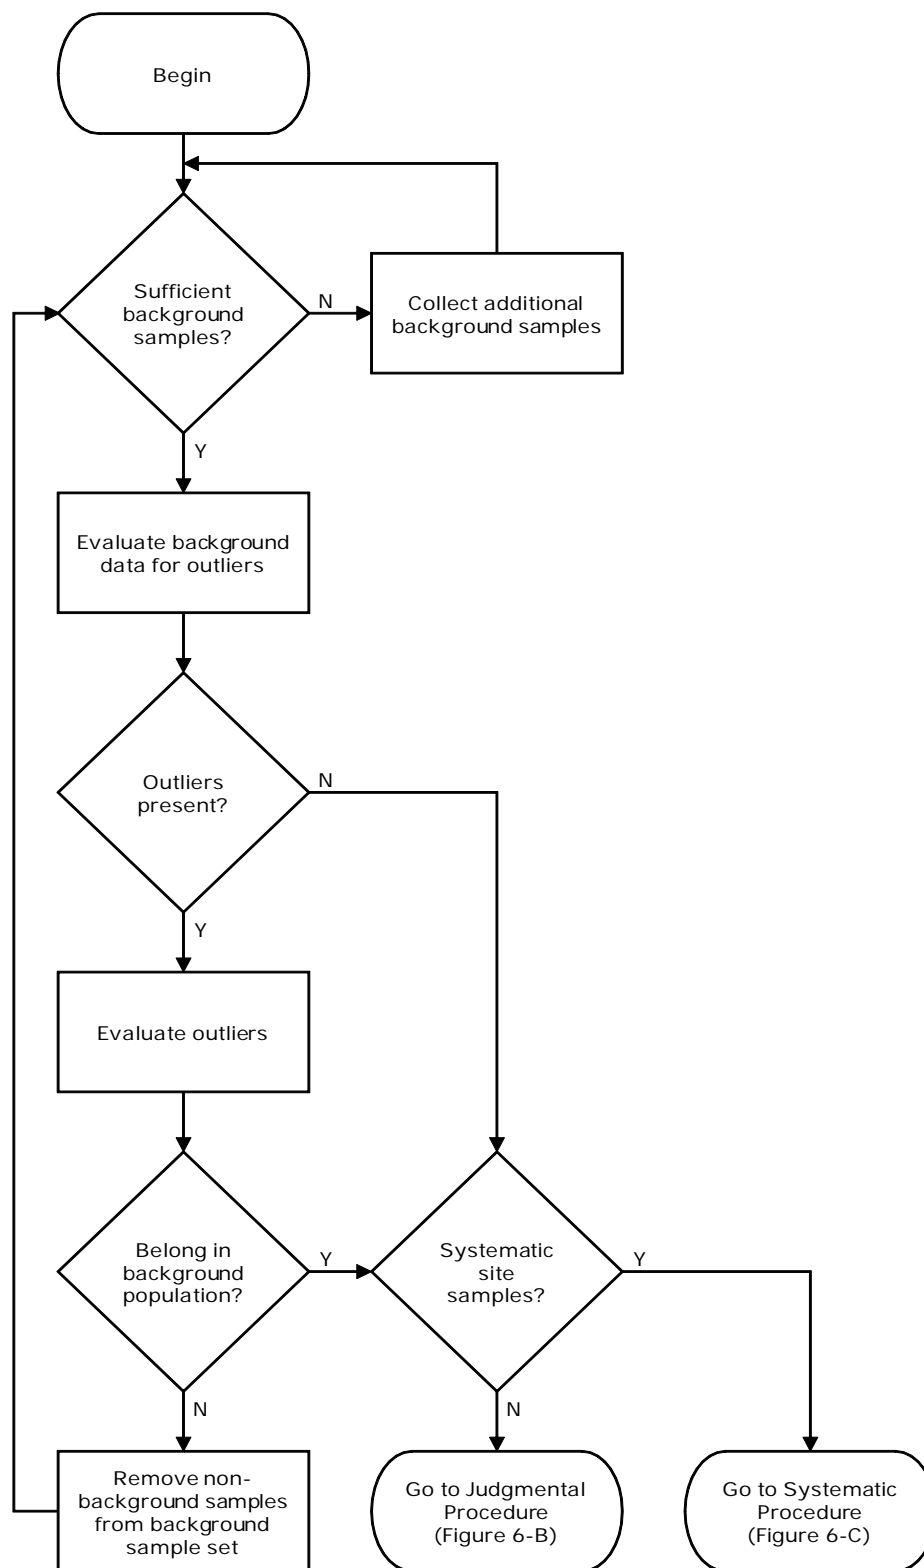 Begin
Sufficient
background
samples?
N
Collect additional
background samples
Y
Evaluate background
data for outliers
Outliers
present?
N
Y
Evaluate outliers
Belong in
background
population?
Y
Systematic
site
samples?
Y
N
N
Remove non-
background samples
from background
sample set
Go to Judgmental
Procedure
(Figure 6-B)
Go to Systematic
Procedure
(Figure 6-C)